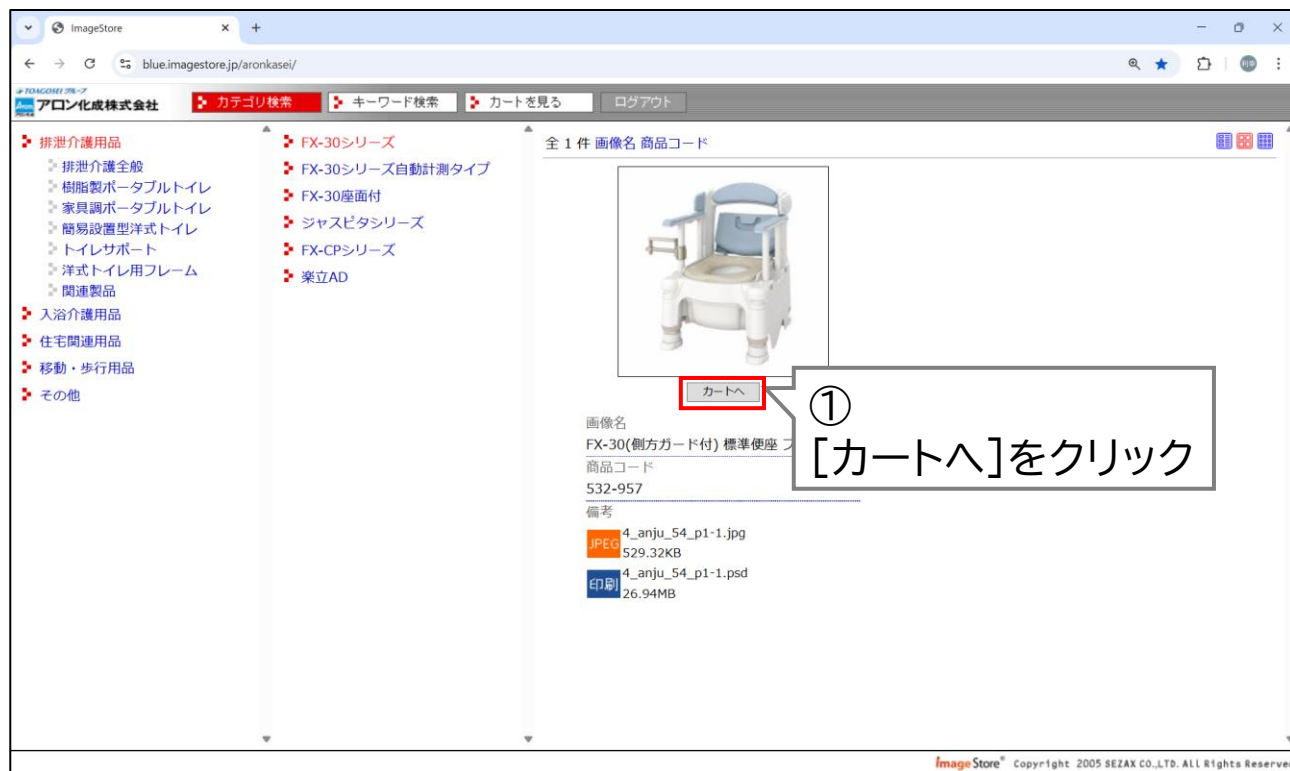 ImageStore
blue.imagestore.jp/aronkasei/
TOAGOSEI グループ
Aron アロン化成株式会社
カテゴリ検索
キーワード検索
カートを見る
ログアウト
排泄介護用品
排泄介護全般
樹脂製ポータブルトイレ
家具調ポータブルトイレ
簡易設置型洋式トイレ
トイレサポート
洋式トイレ用フレーム
関連製品
入浴介護用品
住宅関連用品
移動・歩行用品
その他
FX-30シリーズ
FX-30シリーズ自動計測タイプ
FX-30座面付
ジャスピタシリーズ
FX-CPシリーズ
楽立AD
全 1 件 画像名 商品コード
カートへ
①
[カートへ]をクリック
画像名
FX-30(側方ガード付) 標準便座
商品コード
532-957
備考
JPEG 4_anju_54_p1-1.jpg
529.32KB
印刷 4_anju_54_p1-1.psd
26.94MB
ImageStore® Copyright 2005 SEZAX CO.,LTD. All Rights Reserve